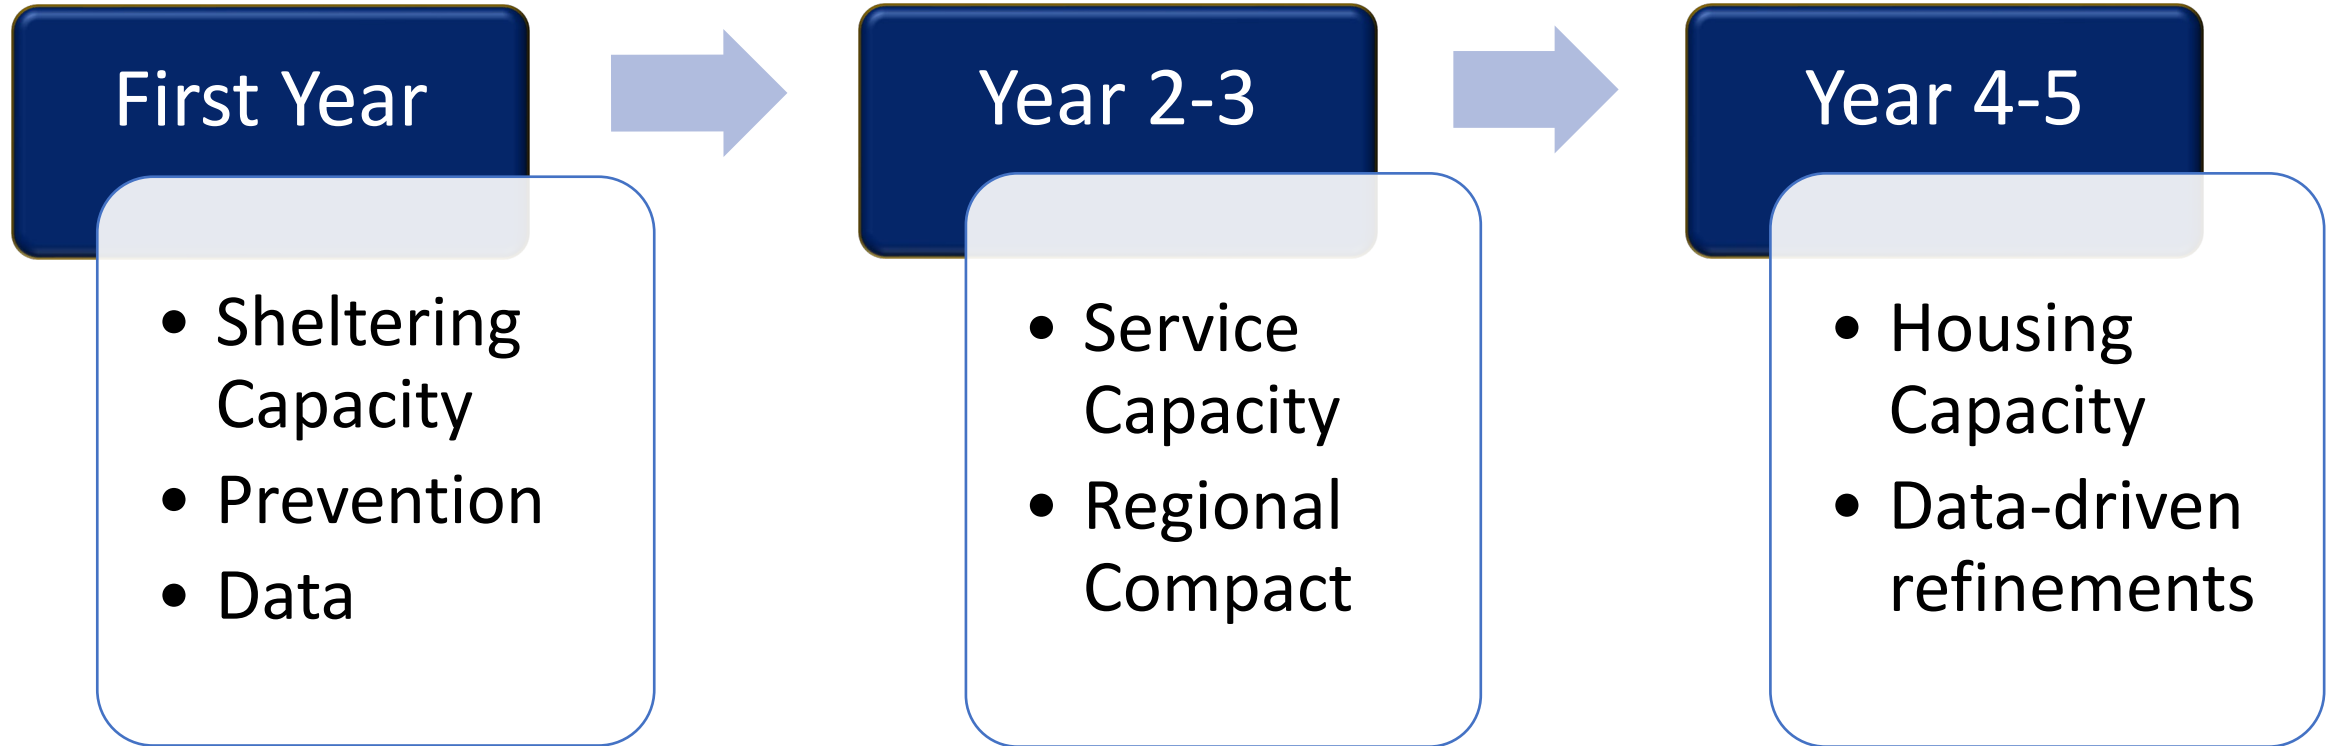 First Year
• Sheltering
Capacity
• Prevention
• Data
Year 2-3
• Service
Capacity
• Regional
Compact
Year 4-5
• Housing
Capacity
• Data-driven
refinements